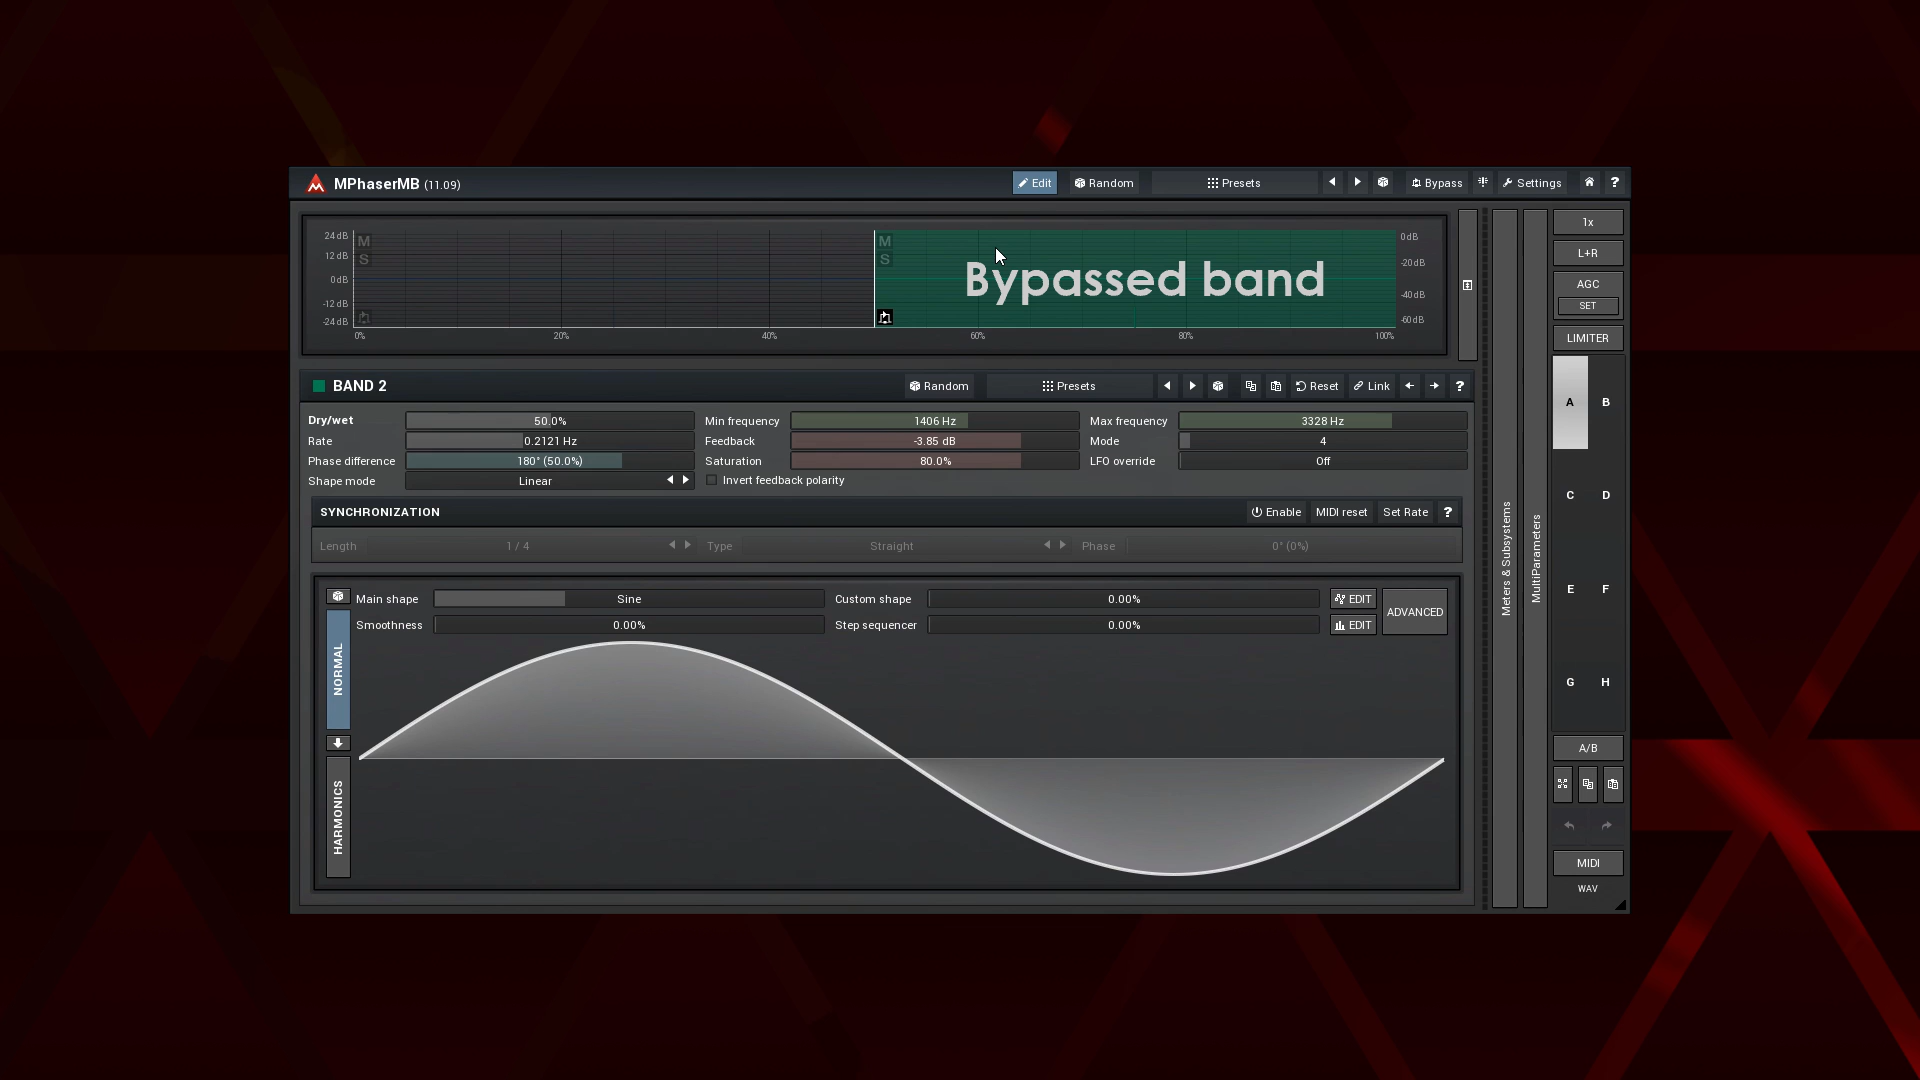 MPhaserMB (11.09)
Edit Random Presets Bypass Settings ?
24 dB
12 dB
0 dB
-12 dB
-24 dB
M
S
M
S
Bypassed band
0 dB
-20 dB
-40 dB
-60 dB
0% 20% 40% 60% 80% 100%
BAND 2 Random Presets Reset Link ?
Dry/wet 50.0% Min frequency 1406 Hz Max frequency 3328 Hz
Rate 0.2121 Hz Feedback -3.85 dB Mode 4
Phase difference 180° (50.0%) Saturation 80.0% LFO override Off
Shape mode Linear Invert feedback polarity
SYNCHRONIZATION Enable MIDI reset Set Rate ?
Length 1 / 4 Type Straight Phase 0° (0%)
Main shape Sine Custom shape 0.00% EDIT ADVANCED
Smoothness 0.00% Step sequencer 0.00% EDIT
NORMAL
HARMONICS
Meters & Subsystems
MultiParameters
1x
L+R
AGC
SET
LIMITER
A B
C D
E F
G H
A/B
MIDI
WAV